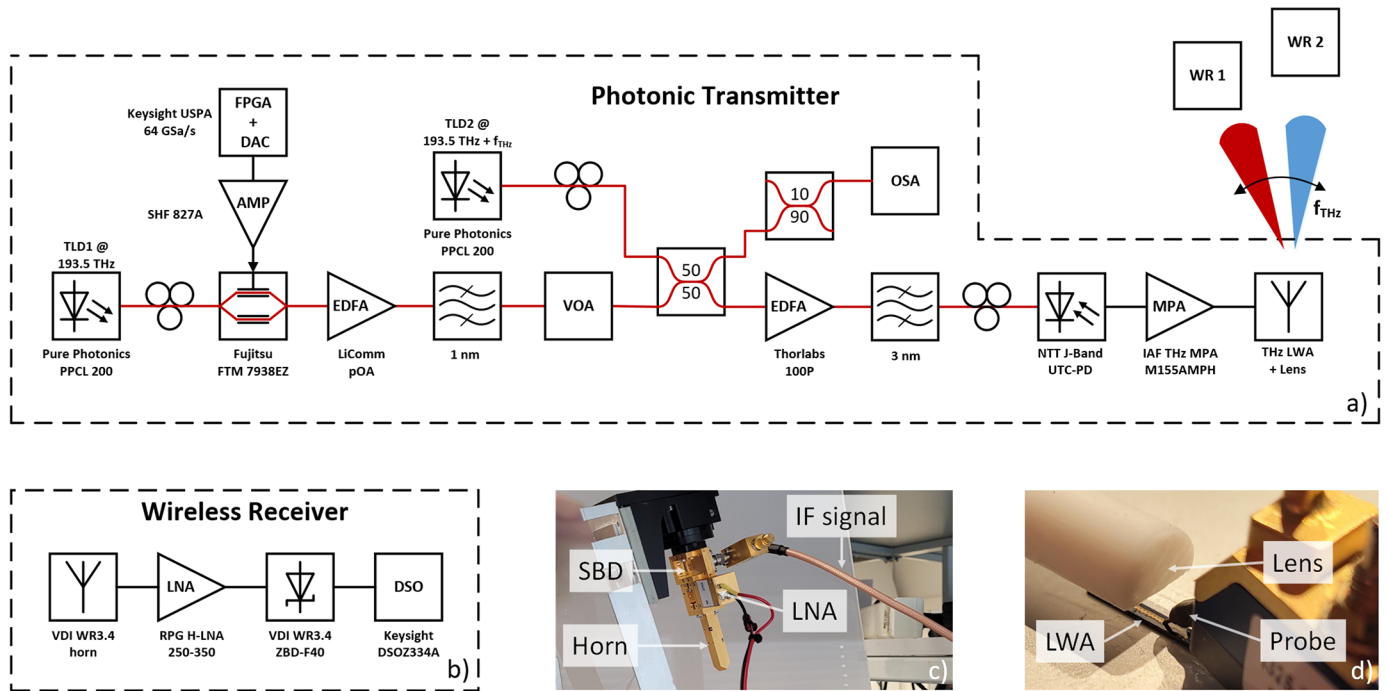 WR 2
WR 1
f_THz
Photonic Transmitter
Keysight USPA
64 GSa/s
FPGA
+
DAC
SHF 827A
AMP
TLD1 @
193.5 THz
Pure Photonics
PPCL 200
Fujitsu
FTM 7938EZ
EDFA
LiComm
pOA
1 nm
TLD2 @
193.5 THz + f_THz
Pure Photonics
PPCL 200
VOA
50
50
10
90
OSA
EDFA
Thorlabs
100P
3 nm
NTT J-Band
UTC-PD
MPA
IAF THz MPA
M155AMPH
THz LWA
+ Lens
a)
Wireless Receiver
VDI WR3.4
horn
LNA
RPG H-LNA
250-350
VDI WR3.4
ZBD-F40
DSO
Keysight
DSOZ334A
b)
IF signal
SBD
LNA
Horn
c)
Lens
LWA
Probe
d)